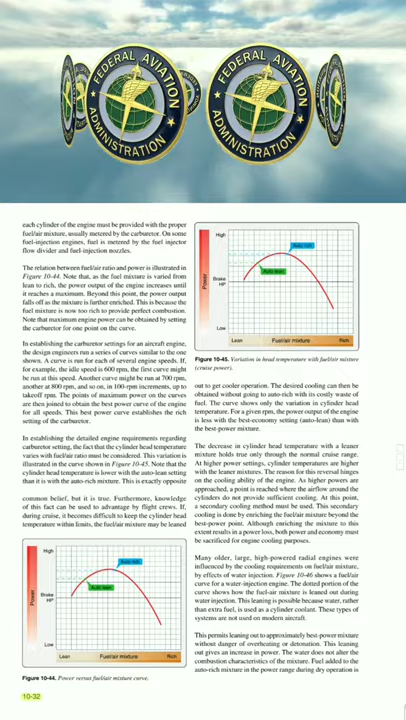 FEDERAL AVIATION
ADMINISTRATION
FEDERAL AVIATION
ADMINISTRATION
each cylinder of the engine must be provided with the proper
fuel/air mixture, usually metered by the carburetor. On some
fuel-injection engines, fuel is metered by the fuel injector
flow divider and fuel-injection nozzles.
The relation between fuel/air ratio and power is illustrated in
Figure 10-44. Note that, as the fuel mixture is varied from
lean to rich, the power output of the engine increases until
it reaches a maximum. Beyond this point, the power output
falls off as the mixture is further enriched. This is because the
fuel mixture is now too rich to provide perfect combustion.
Note that maximum engine power can be obtained by setting
the carburetor for one point on the curve.
In establishing the carburetor settings for an aircraft engine,
the design engineers run a series of curves similar to the one
shown. A curve is run for each of several engine speeds. If,
for example, the idle speed is 600 rpm, the first curve might
be run at this speed. Another curve might be run at 700 rpm,
another at 800 rpm, and so on, in 100-rpm increments, up to
takeoff rpm. The points of maximum power on the curves
are then joined to obtain the best power curve of the engine
for all speeds. This best power curve establishes the rich
setting of the carburetor.
In establishing the detailed engine requirements regarding
carburetor setting, the fact that the cylinder head temperature
varies with fuel/air ratio must be considered. This variation is
illustrated in the curve shown in Figure 10-45. Note that the
cylinder head temperature is lower with the auto-lean setting
than it is with the auto-rich mixture. This is exactly opposite
common belief, but it is true. Furthermore, knowledge
of this fact can be used to advantage by flight crews. If,
during cruise, it becomes difficult to keep the cylinder head
temperature within limits, the fuel/air mixture may be leaned
High
Auto rich
Power
Brake
HP
Auto lean
Low
Lean
Fuel/air mixture
Rich
Figure 10-44. Power versus fuel/air mixture curve.
10-32
High
Auto rich
Power
Brake
HP
Auto lean
Low
Lean
Fuel/air mixture
Rich
Figure 10-45. Variation in head temperature with fuel/air mixture
(cruise power).
out to get cooler operation. The desired cooling can then be
obtained without going to auto-rich with its costly waste of
fuel. The curve shows only the variation in cylinder head
temperature. For a given rpm, the power output of the engine
is less with the best-economy setting (auto-lean) than with
the best-power mixture.
The decrease in cylinder head temperature with a leaner
mixture holds true only through the normal cruise range.
At higher power settings, cylinder temperatures are higher
with the leaner mixtures. The reason for this reversal hinges
on the cooling ability of the engine. As higher powers are
approached, a point is reached where the airflow around the
cylinders do not provide sufficient cooling. At this point,
a secondary cooling method must be used. This secondary
cooling is done by enriching the fuel/air mixture beyond the
best-power point. Although enriching the mixture to this
extent results in a power loss, both power and economy must
be sacrificed for engine cooling purposes.
Many older, large, high-powered radial engines were
influenced by the cooling requirements on fuel/air mixture,
by effects of water injection. Figure 10-46 shows a fuel/air
curve for a water-injection engine. The dotted portion of the
curve shows how the fuel-air mixture is leaned out during
water injection. This leaning is possible because water, rather
than extra fuel, is used as a cylinder coolant. These types of
systems are not used on modern aircraft.
This permits leaning out to approximately best-power mixture
without danger of overheating or detonation. This leaning
out gives an increase in power. The water does not alter the
combustion characteristics of the mixture. Fuel added to the
auto-rich mixture in the power range during dry operation is